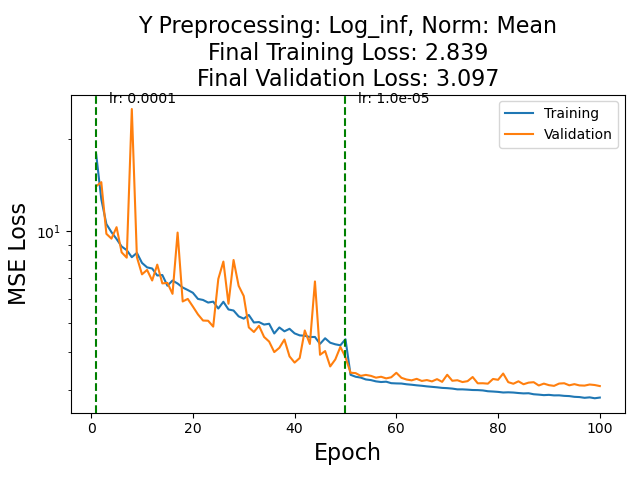 Y Preprocessing: Log_inf, Norm: Mean
Final Training Loss: 2.839
Final Validation Loss: 3.097
lr: 0.0001
lr: 1.0e-05
Training
Validation
10¹
MSE Loss
0
20
40
60
80
100
Epoch